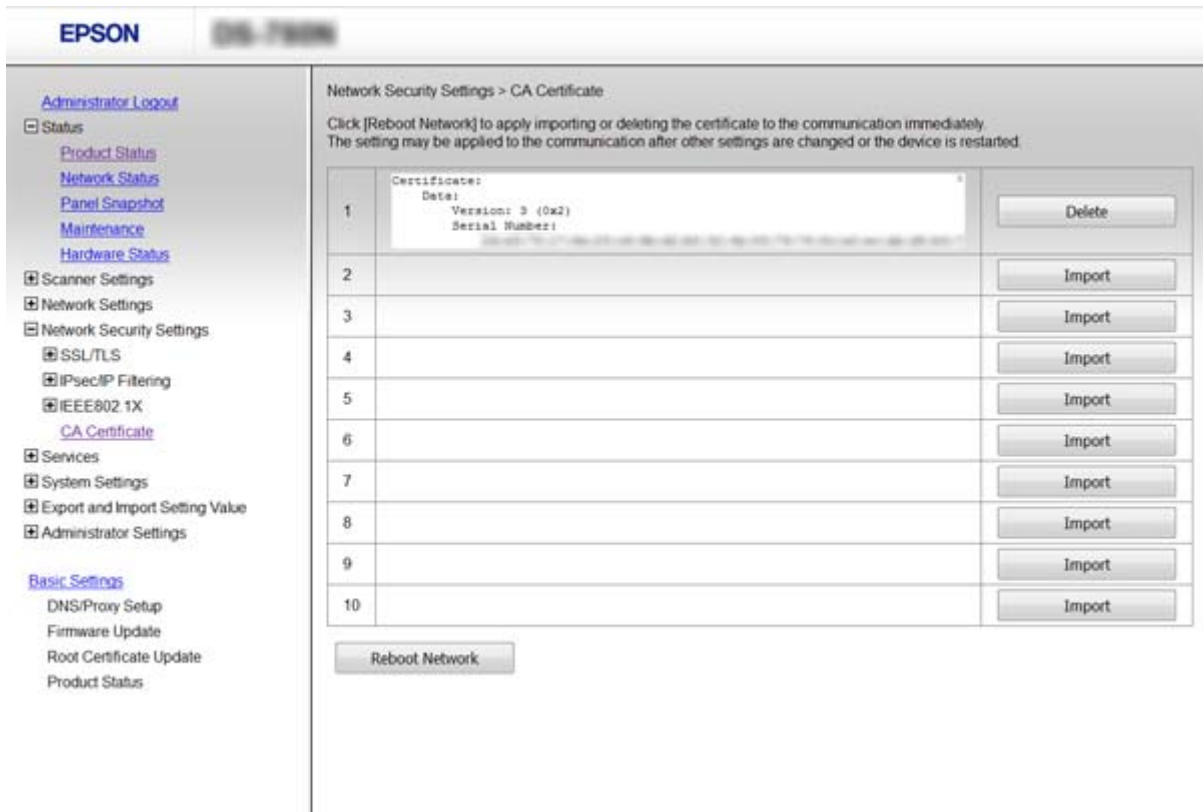 EPSON
Administrator Logout
Status
Product Status
Network Status
Panel Snapshot
Maintenance
Hardware Status
Scanner Settings
Network Settings
Network Security Settings
SSL/TLS
IPsec/IP Filtering
IEEE802.1X
CA Certificate
Services
System Settings
Export and Import Setting Value
Administrator Settings
Basic Settings
DNS/Proxy Setup
Firmware Update
Root Certificate Update
Product Status
Network Security Settings > CA Certificate
Click [Reboot Network] to apply importing or deleting the certificate to the communication immediately.
The setting may be applied to the communication after other settings are changed or the device is restarted.
Certificate:
Data:
Version: 3 (0x2)
Serial Number:
1 Delete
2 Import
3 Import
4 Import
5 Import
6 Import
7 Import
8 Import
9 Import
10 Import
Reboot Network